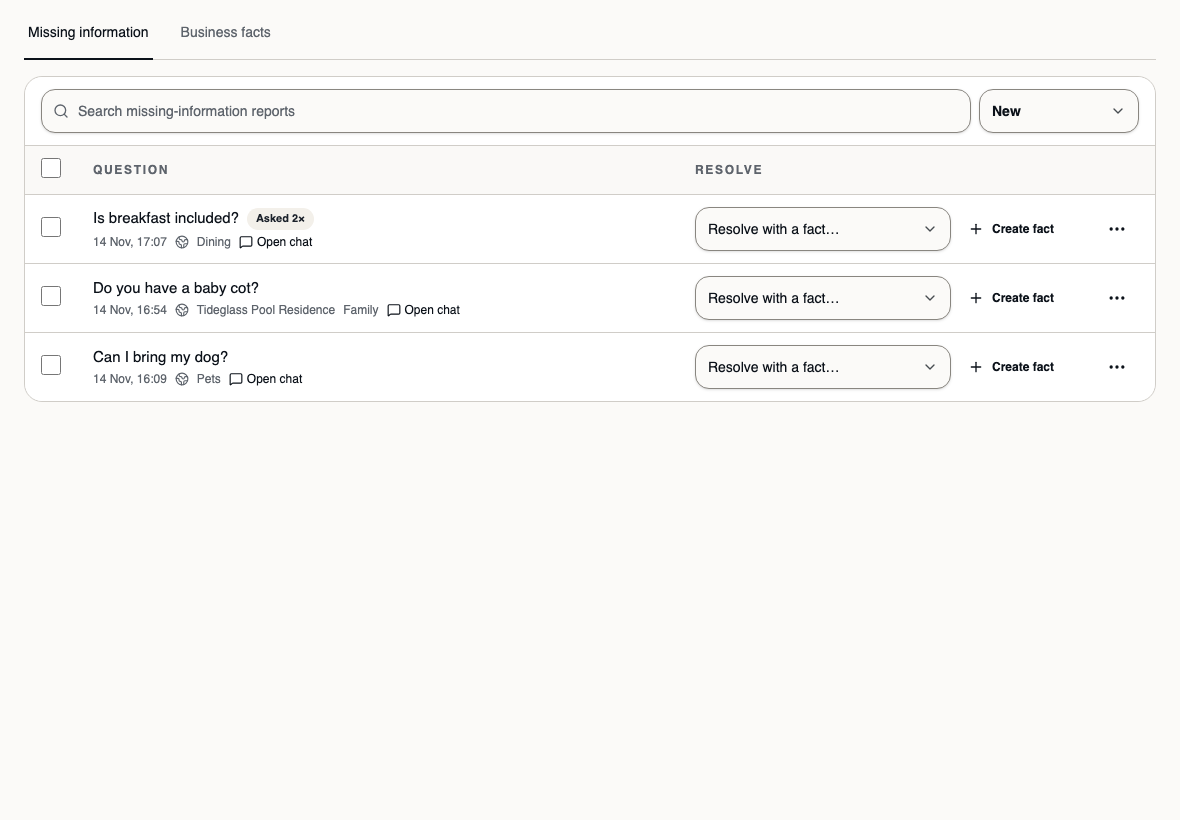 Missing information Business facts
Search missing-information reports New
QUESTION RESOLVE
Is breakfast included? Asked 2×
14 Nov, 17:07 Dining Open chat
Resolve with a fact… Create fact
Do you have a baby cot?
14 Nov, 16:54 Tideglass Pool Residence Family Open chat
Resolve with a fact… Create fact
Can I bring my dog?
14 Nov, 16:09 Pets Open chat
Resolve with a fact… Create fact